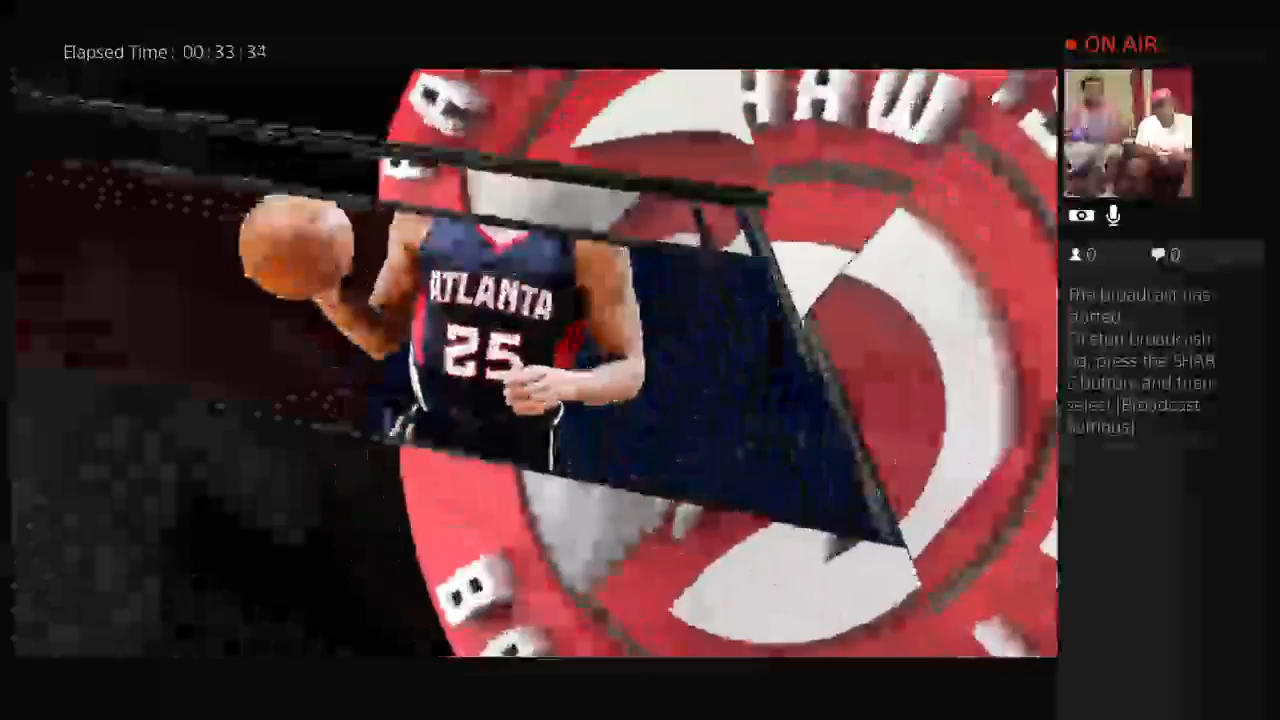 Elapsed Time: 00:33:34
ON AIR
HAW
ATLANTA
25
0
0
The broadcast has
started.
To stop broadcasti
ng, press the SHAR
E button, and then
select [Broadcast